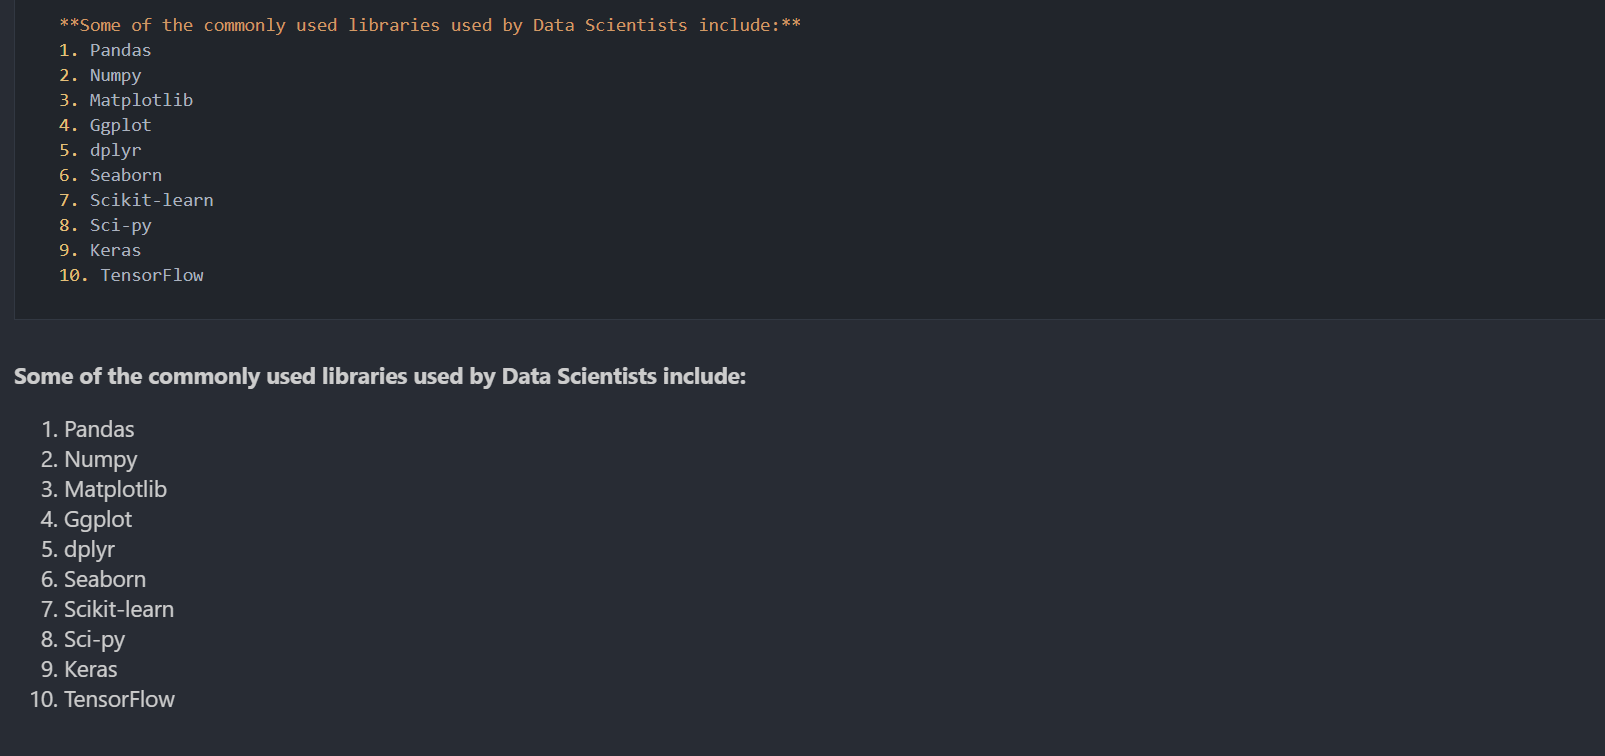 **Some of the commonly used libraries used by Data Scientists include:**
1. Pandas
2. Numpy
3. Matplotlib
4. Ggplot
5. dplyr
6. Seaborn
7. Scikit-learn
8. Sci-py
9. Keras
10. TensorFlow
Some of the commonly used libraries used by Data Scientists include:
1. Pandas
2. Numpy
3. Matplotlib
4. Ggplot
5. dplyr
6. Seaborn
7. Scikit-learn
8. Sci-py
9. Keras
10. TensorFlow